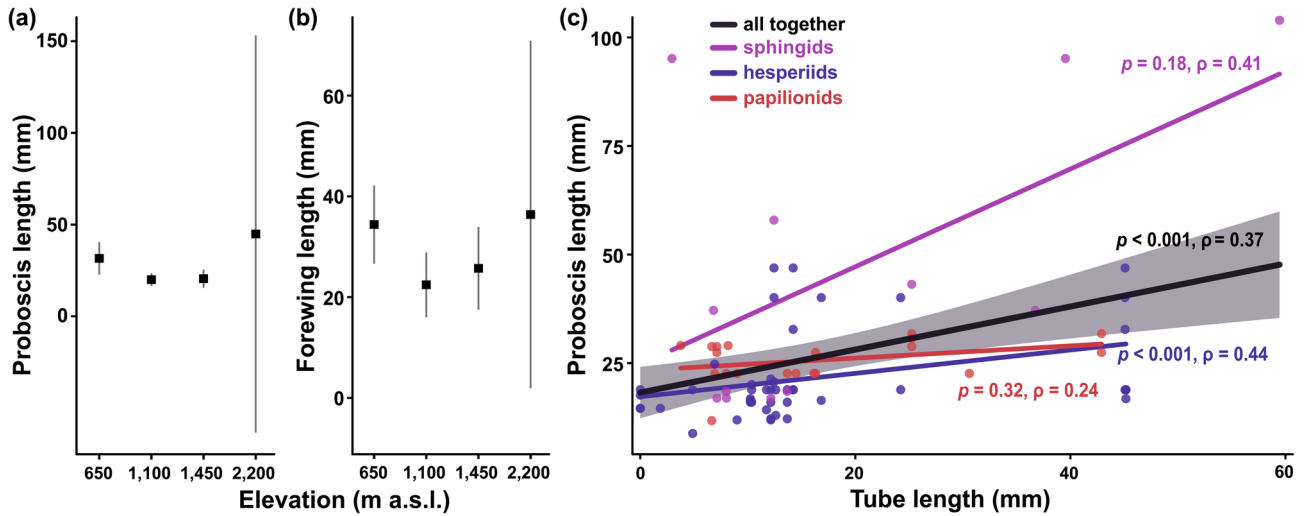 (a)
Proboscis length (mm)
150
100
50
0
650
1,100
1,450
2,200
(b)
Forewing length (mm)
60
40
20
0
650
1,100
1,450
2,200
Elevation (m a.s.l.)
(c)
Proboscis length (mm)
100
75
50
25
all together
sphingids
hesperiids
papilionids
p = 0.18, ρ = 0.41
p < 0.001, ρ = 0.37
p < 0.001, ρ = 0.44
p = 0.32, ρ = 0.24
0
20
40
60
Tube length (mm)